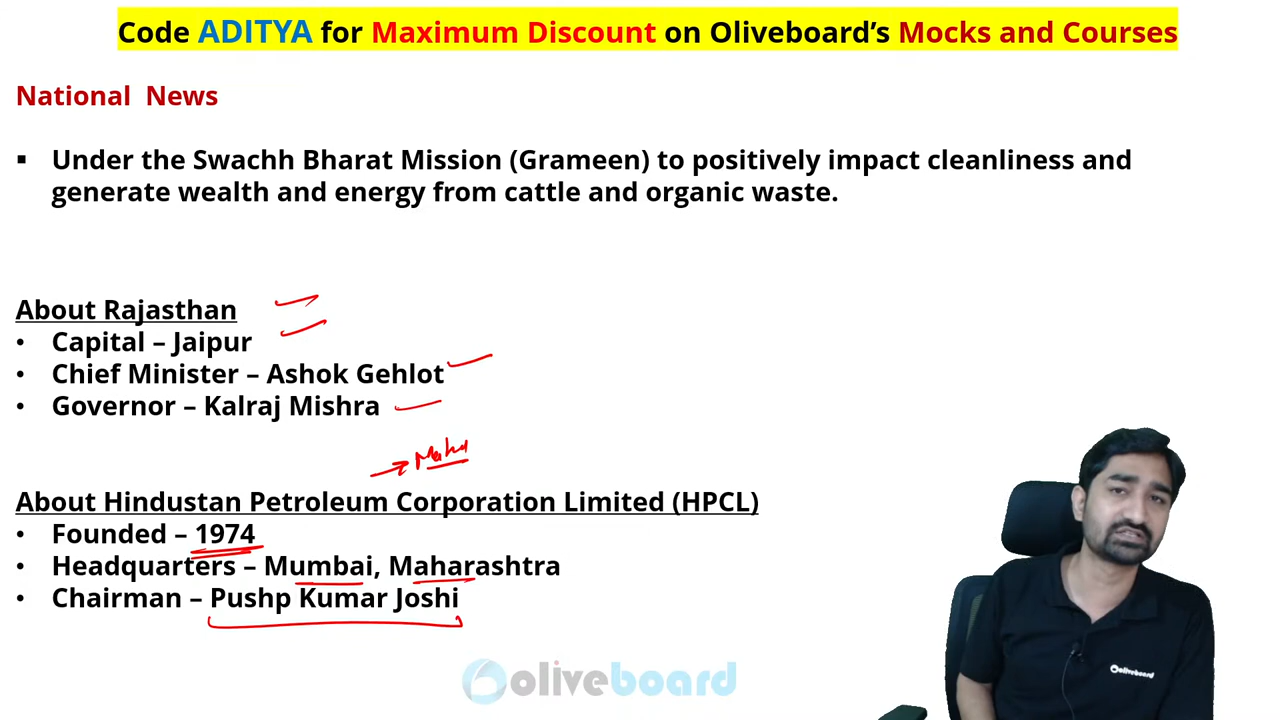 Code ADITYA for Maximum Discount on Oliveboard's Mocks and Courses
National News
▪ Under the Swachh Bharat Mission (Grameen) to positively impact cleanliness and
generate wealth and energy from cattle and organic waste.
About Rajasthan
• Capital – Jaipur
• Chief Minister – Ashok Gehlot
• Governor – Kalraj Mishra
Maha
About Hindustan Petroleum Corporation Limited (HPCL)
• Founded – 1974
• Headquarters – Mumbai, Maharashtra
• Chairman – Pushp Kumar Joshi
oliveboard
oliveboard